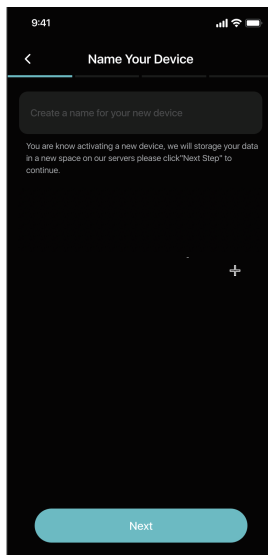 9:41
Name Your Device
Create a name for your new device
You are know activating a new device, we will storage your data
in a new space on our servers please click"Next Step" to
continue.
Next